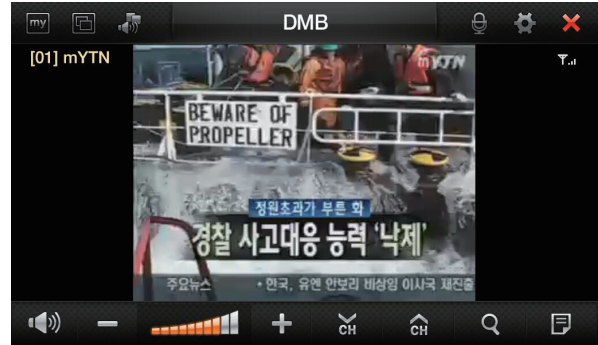 my
DMB
[01] mYTN
mYTN
BEWARE OF
PROPELLER
정원초과가 부른 화
경찰 사고대응 능력 '낙제'
주요뉴스
• 한국, 유엔 안보리 비상임 이사국 재진출
CH
CH